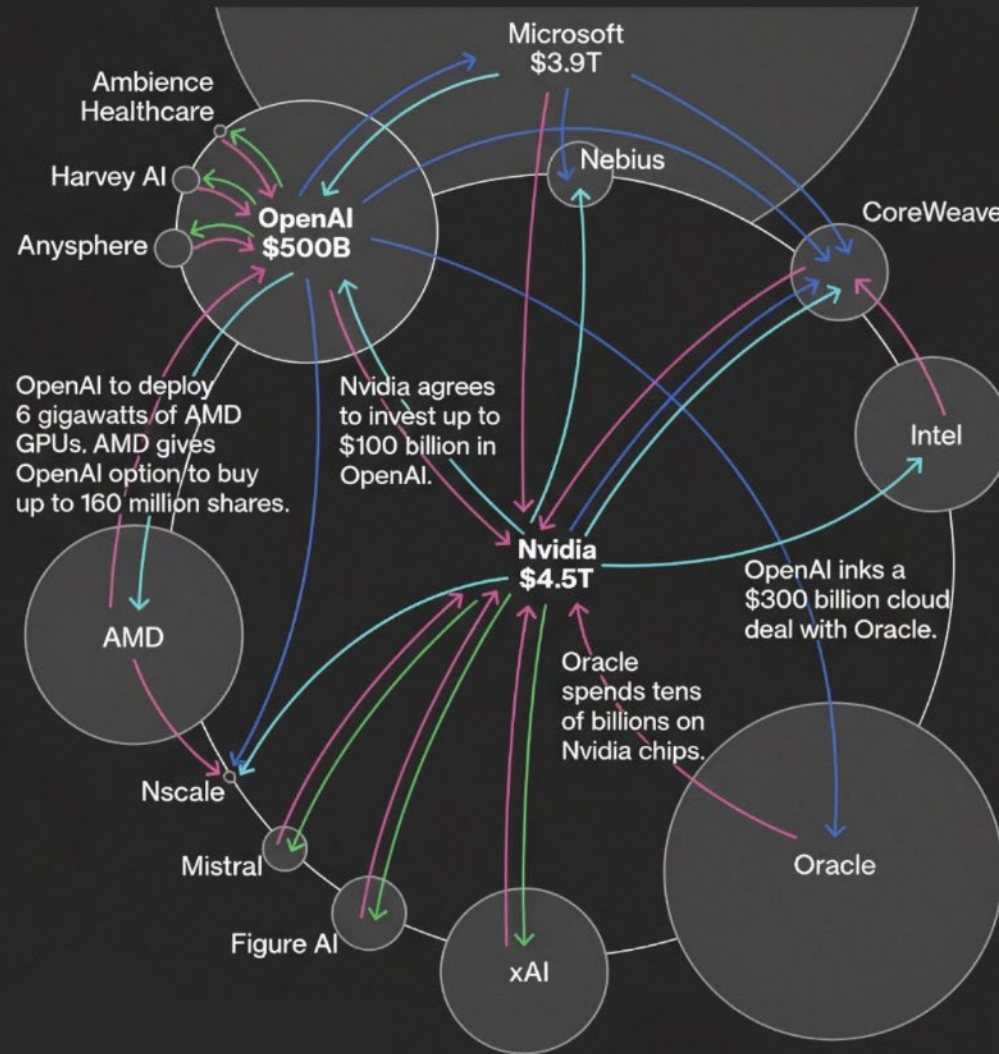 Microsoft
$3.9T
Ambience
Healthcare
Harvey AI
Anysphere
OpenAI
$500B
Nebius
CoreWeave
OpenAI to deploy
6 gigawatts of AMD
GPUs. AMD gives
OpenAI option to buy
up to 160 million shares.
Nvidia agrees
to invest up to
$100 billion in
OpenAI.
Intel
Nvidia
$4.5T
OpenAI inks a
$300 billion cloud
deal with Oracle.
AMD
Oracle
spends tens
of billions on
Nvidia chips.
Nscale
Mistral
Figure AI
xAI
Oracle